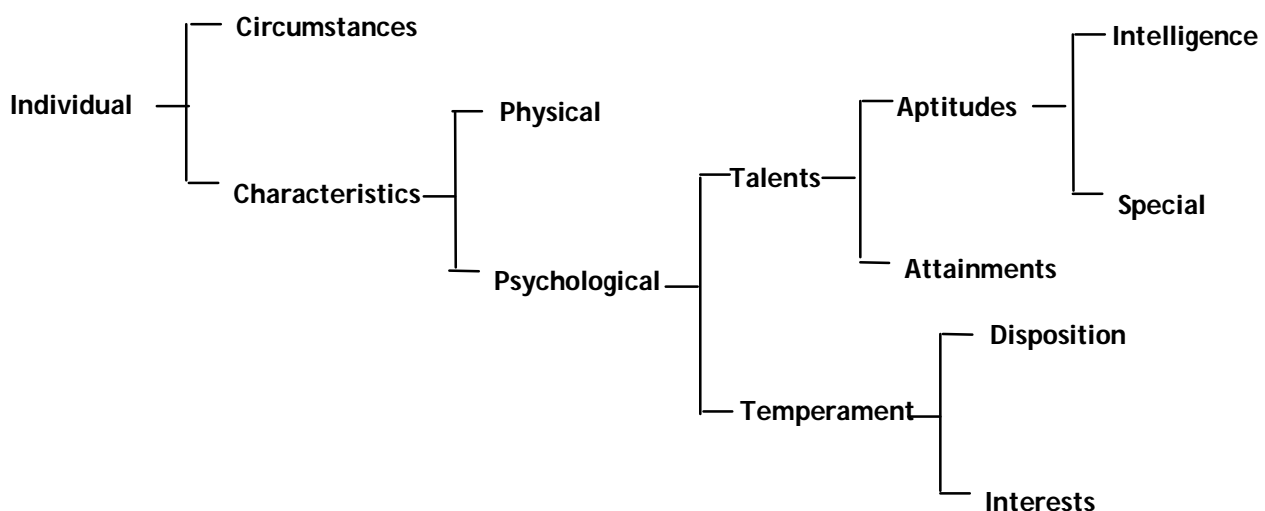 Individual
Circumstances
Characteristics
Physical
Psychological
Talents
Aptitudes
Intelligence
Special
Attainments
Temperament
Disposition
Interests